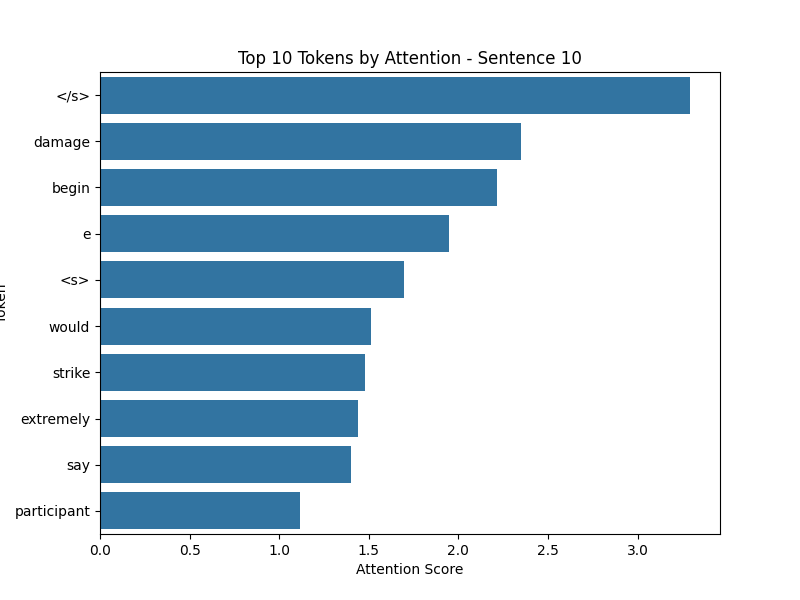 Top 10 Tokens by Attention - Sentence 10
</s>
damage
begin
e
<s>
would
strike
extremely
say
participant
0.0 0.5 1.0 1.5 2.0 2.5 3.0
Attention Score